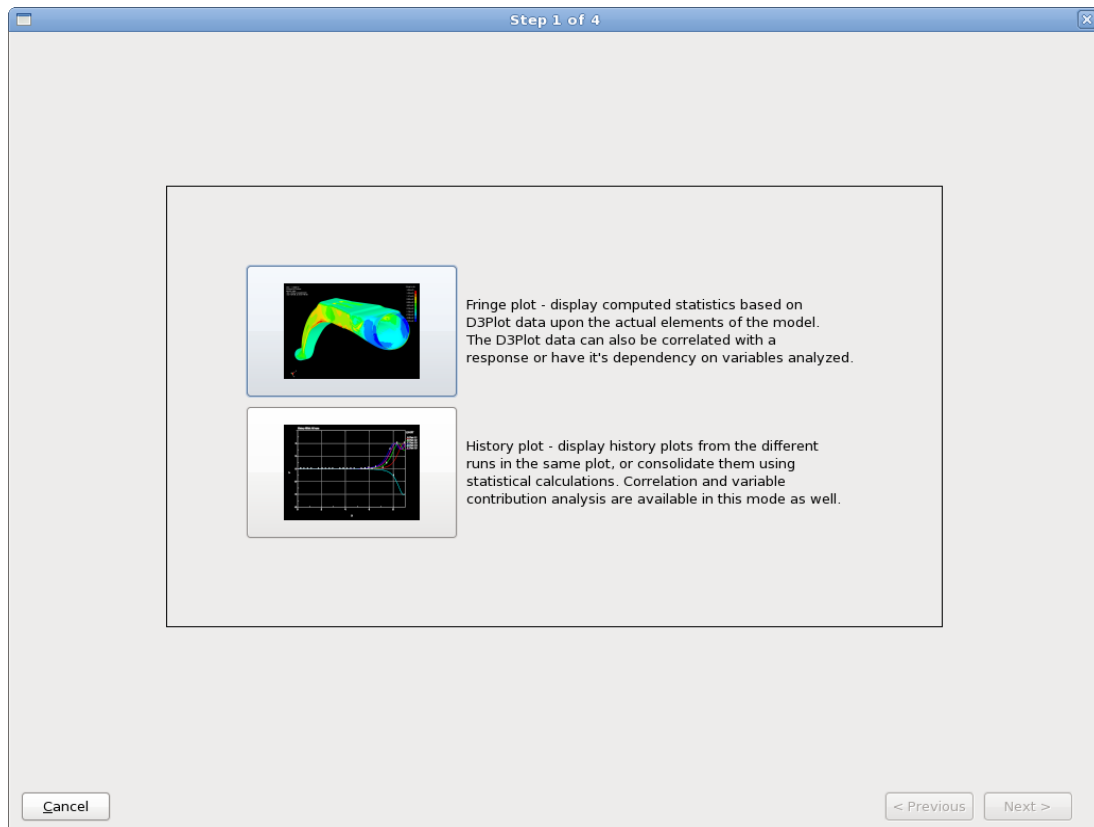 Step 1 of 4
Fringe plot - display computed statistics based on
D3Plot data upon the actual elements of the model.
The D3Plot data can also be correlated with a
response or have it's dependency on variables analyzed.
History plot - display history plots from the different
runs in the same plot, or consolidate them using
statistical calculations. Correlation and variable
contribution analysis are available in this mode as well.
Cancel
< Previous
Next >